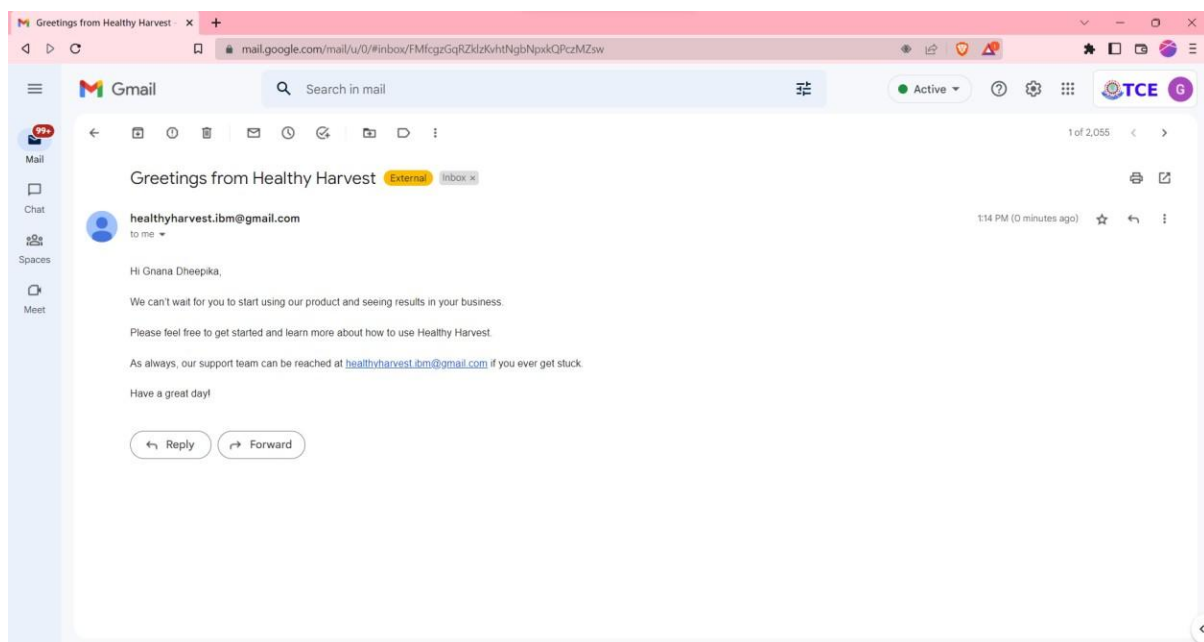 Greetings from Healthy Harvest
mail.google.com/mail/u/0/#inbox/FMfcgzGqRZklzKvhtNgbNpxkQPczMZsw
Gmail
Search in mail
Active
TCE
G
99+
Mail
Chat
Spaces
Meet
1 of 2,055
Greetings from Healthy Harvest External Inbox ×
healthyharvest.ibm@gmail.com 1:14 PM (0 minutes ago)
to me
Hi Gnana Dheepika,
We can't wait for you to start using our product and seeing results in your business.
Please feel free to get started and learn more about how to use Healthy Harvest.
As always, our support team can be reached at healthyharvest.ibm@gmail.com if you ever get stuck.
Have a great day!
Reply Forward